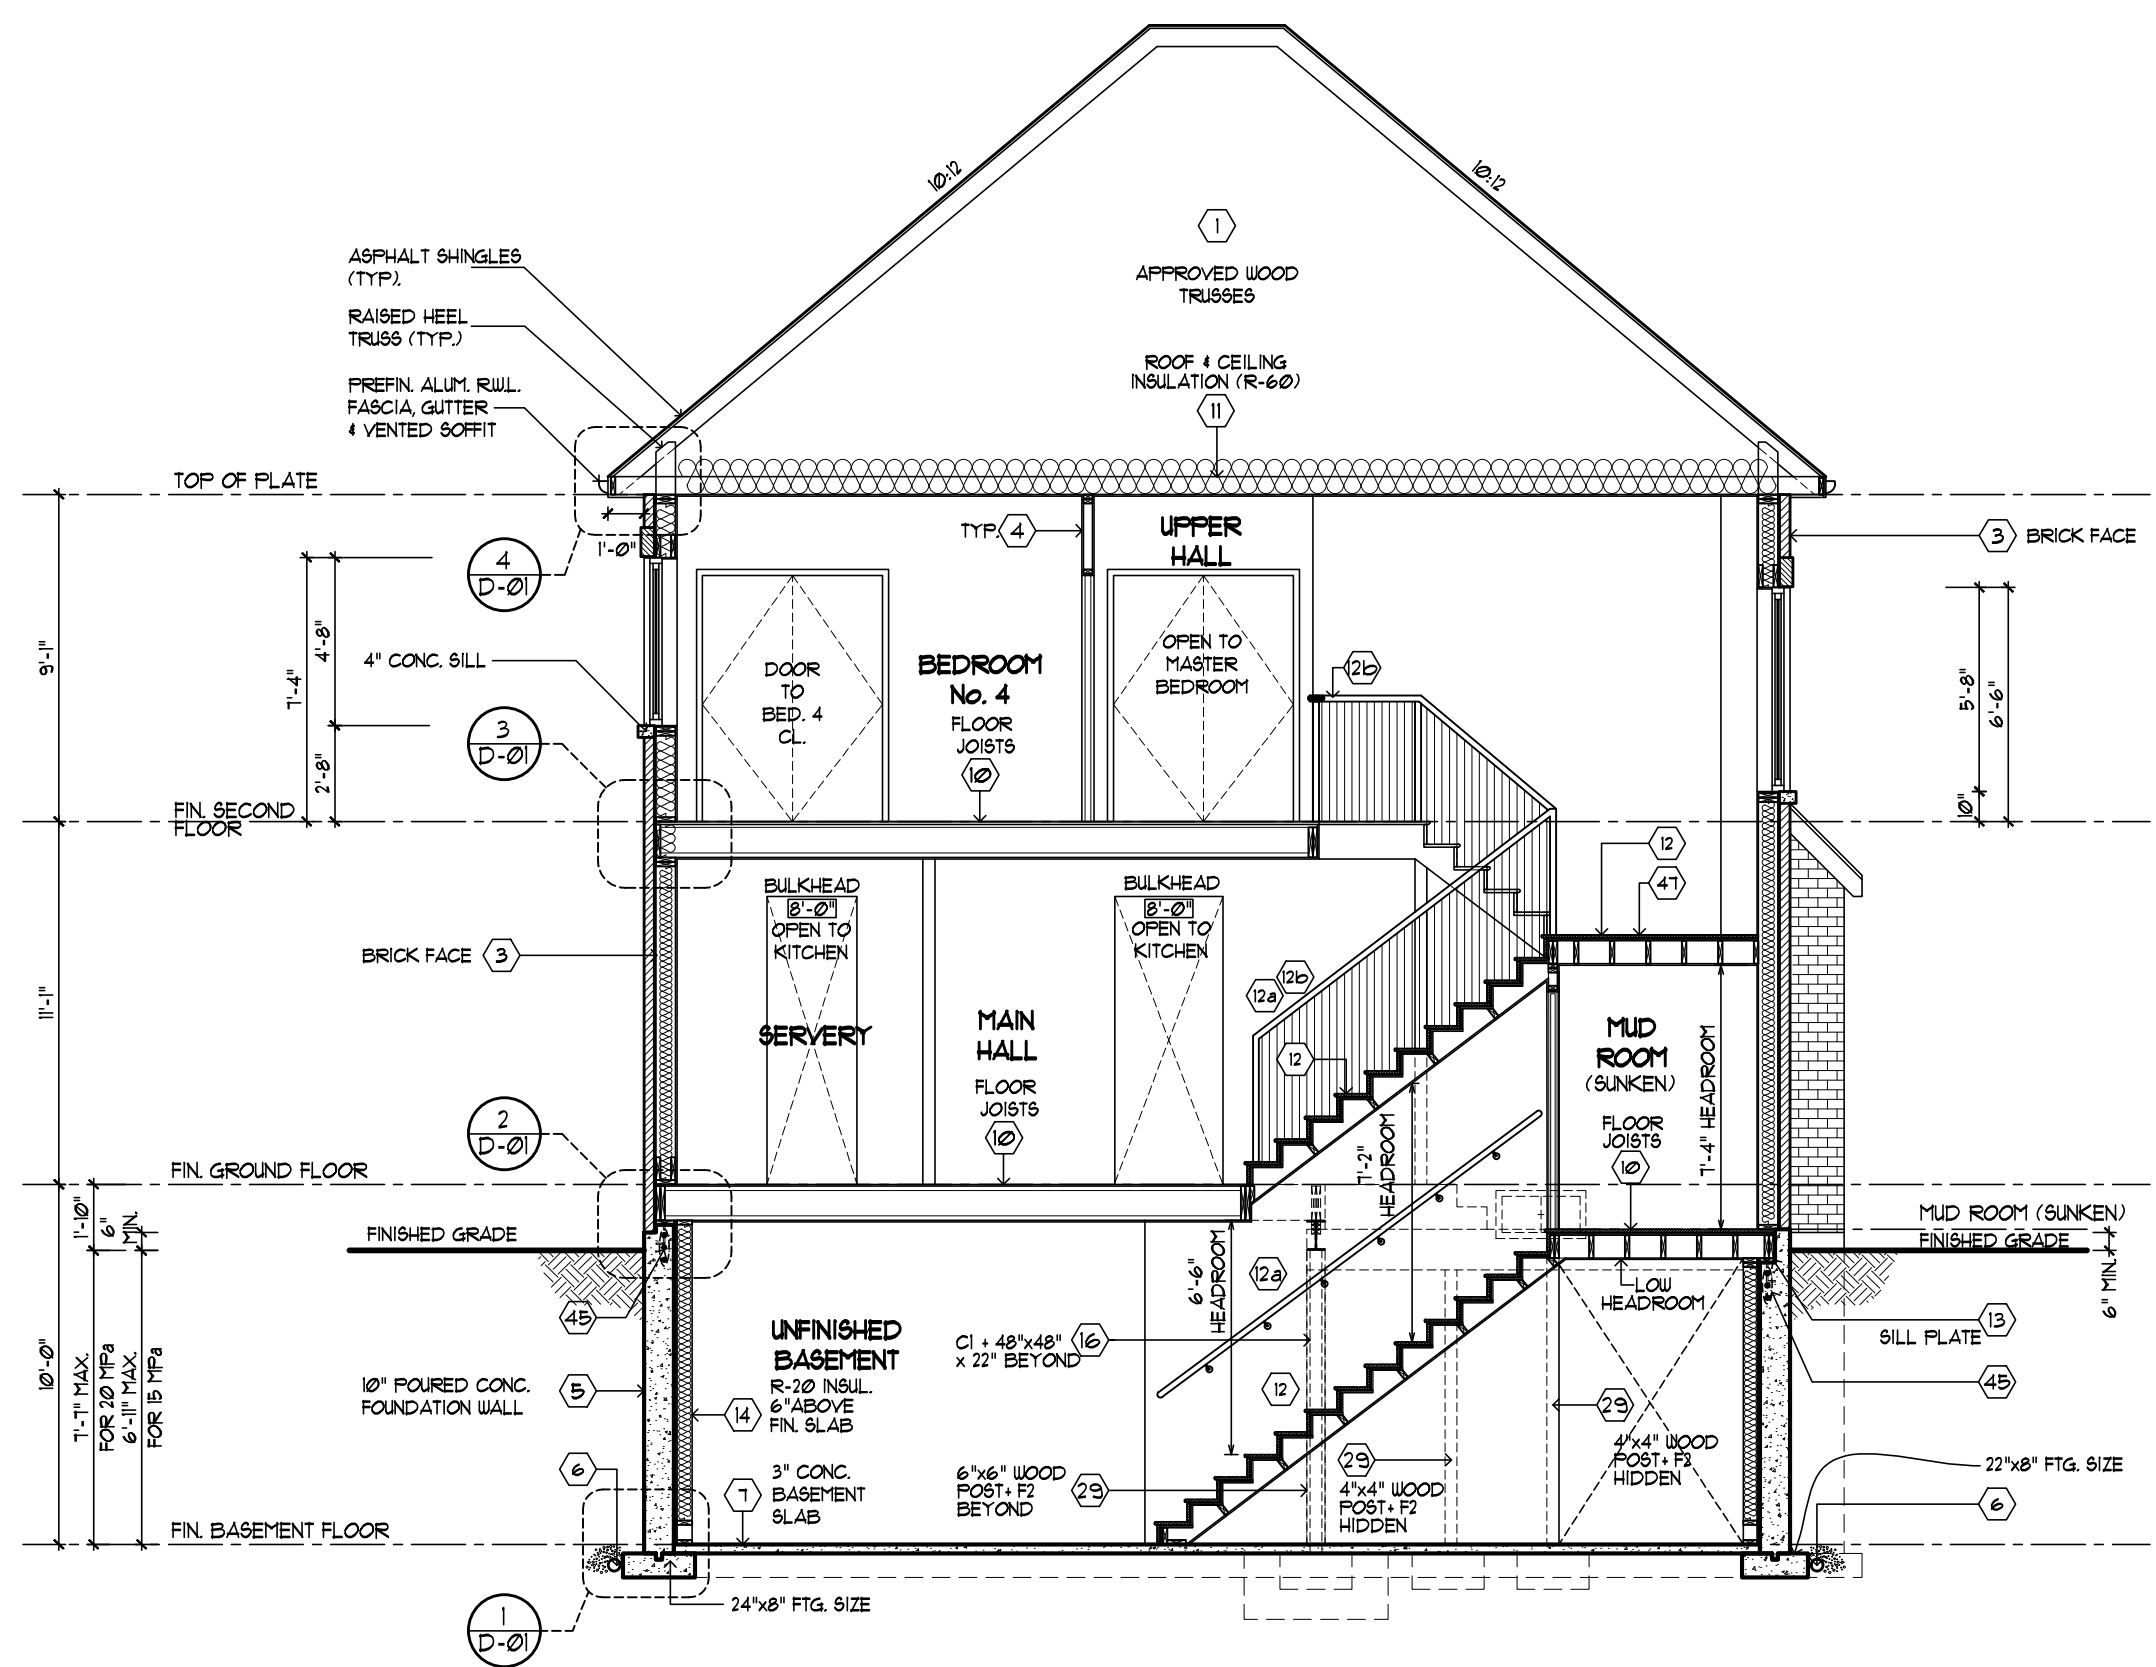 10:12
10:12
1
APPROVED WOOD
TRUSSES
ASPHALT SHINGLES
(TYP).
RAISED HEEL
TRUSS (TYP.)
PREFIN. ALUM. R.W.L.
FASCIA, GUTTER
& VENTED SOFFIT
ROOF & CEILING
INSULATION (R-60)
11
TOP OF PLATE
TYP. 4
UPPER
HALL
3 BRICK FACE
1'-0"
4
D-01
9'-1"
7'-4"
4'-8"
2'-8"
4" CONC. SILL
DOOR
TO
BED. 4
CL.
BEDROOM
No. 4
FLOOR
JOISTS
10
OPEN TO
MASTER
BEDROOM
12b
5'-8"
6'-6"
10"
3
D-01
FIN. SECOND
FLOOR
12
47
BULKHEAD
8'-0"
OPEN TO
KITCHEN
BULKHEAD
8'-0"
OPEN TO
KITCHEN
BRICK FACE 3
11'-1"
12a
12b
SERVERY
MAIN
HALL
FLOOR
JOISTS
10
12
MUD
ROOM
(SUNKEN)
7'-4" HEADROOM
FLOOR
JOISTS
10
7'-2"
HEADROOM
2
D-01
FIN. GROUND FLOOR
1'-10"
6"
MIN.
FINISHED GRADE
MUD ROOM (SUNKEN)
FINISHED GRADE
6" MIN.
6'-6"
HEADROOM
12a
LOW
HEADROOM
45
13
SILL PLATE
45
UNFINISHED
BASEMENT
R-20 INSUL.
6"ABOVE
FIN. SLAB
14
C1 + 48"x48"
x 22" BEYOND
16
12
10'-0"
7'-7" MAX.
FOR 20 MPa
6'-11" MAX.
FOR 15 MPa
10" POURED CONC.
FOUNDATION WALL
5
29
4"x4" WOOD
POST+ F2
HIDDEN
6
7
3" CONC.
BASEMENT
SLAB
6"x6" WOOD
POST+ F2
BEYOND
29
29
4"x4" WOOD
POST+ F2
HIDDEN
22"x8" FTG. SIZE
6
FIN. BASEMENT FLOOR
24"x8" FTG. SIZE
1
D-01